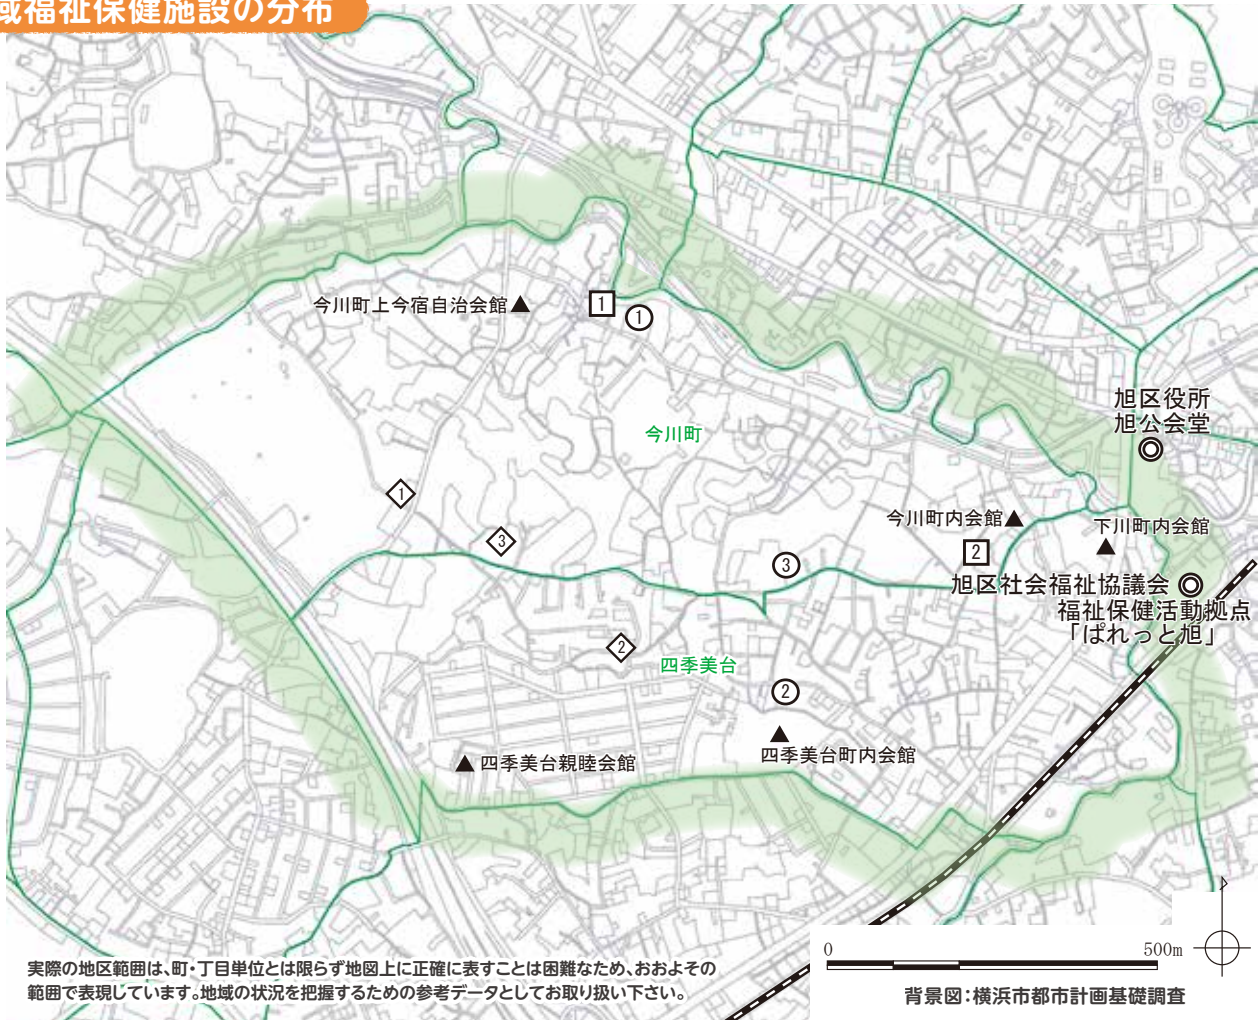 域福祉保健施設の分布
今川町上今宿自治会館
1
1
今川町
旭区役所
旭公会堂
1
3
今川町内会館
下川町内会館
2
3
旭区社会福祉協議会
福祉保健活動拠点
「ぱれっと旭」
2
四季美台
2
四季美台町内会館
四季美台親睦会館
0
500m
実際の地区範囲は、町・丁目単位とは限らず地図上に正確に表すことは困難なため、おおよその
範囲で表現しています。地域の状況を把握するための参考データとしてお取り扱い下さい。
背景図：横浜市都市計画基礎調査